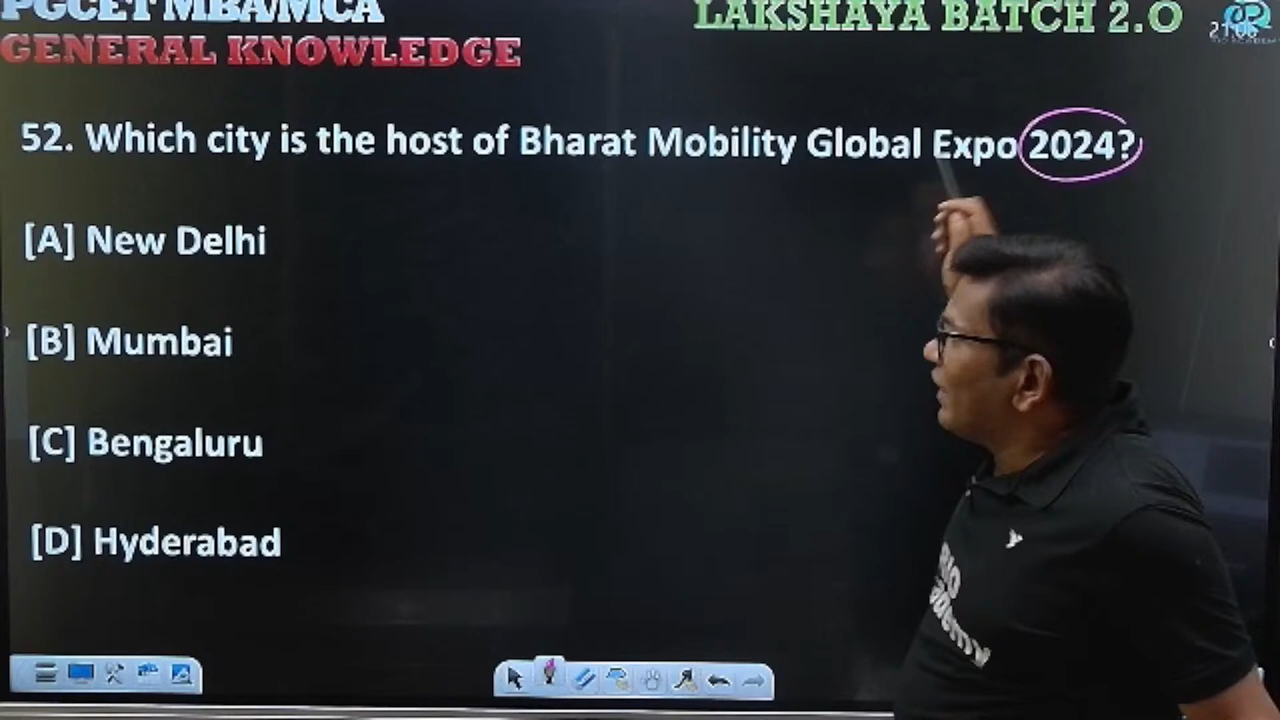 PGCET MBA/MCA
LAKSHAYA BATCH 2.O
GENERAL KNOWLEDGE
52. Which city is the host of Bharat Mobility Global Expo 2024?
[A] New Delhi
[B] Mumbai
[C] Bengaluru
[D] Hyderabad